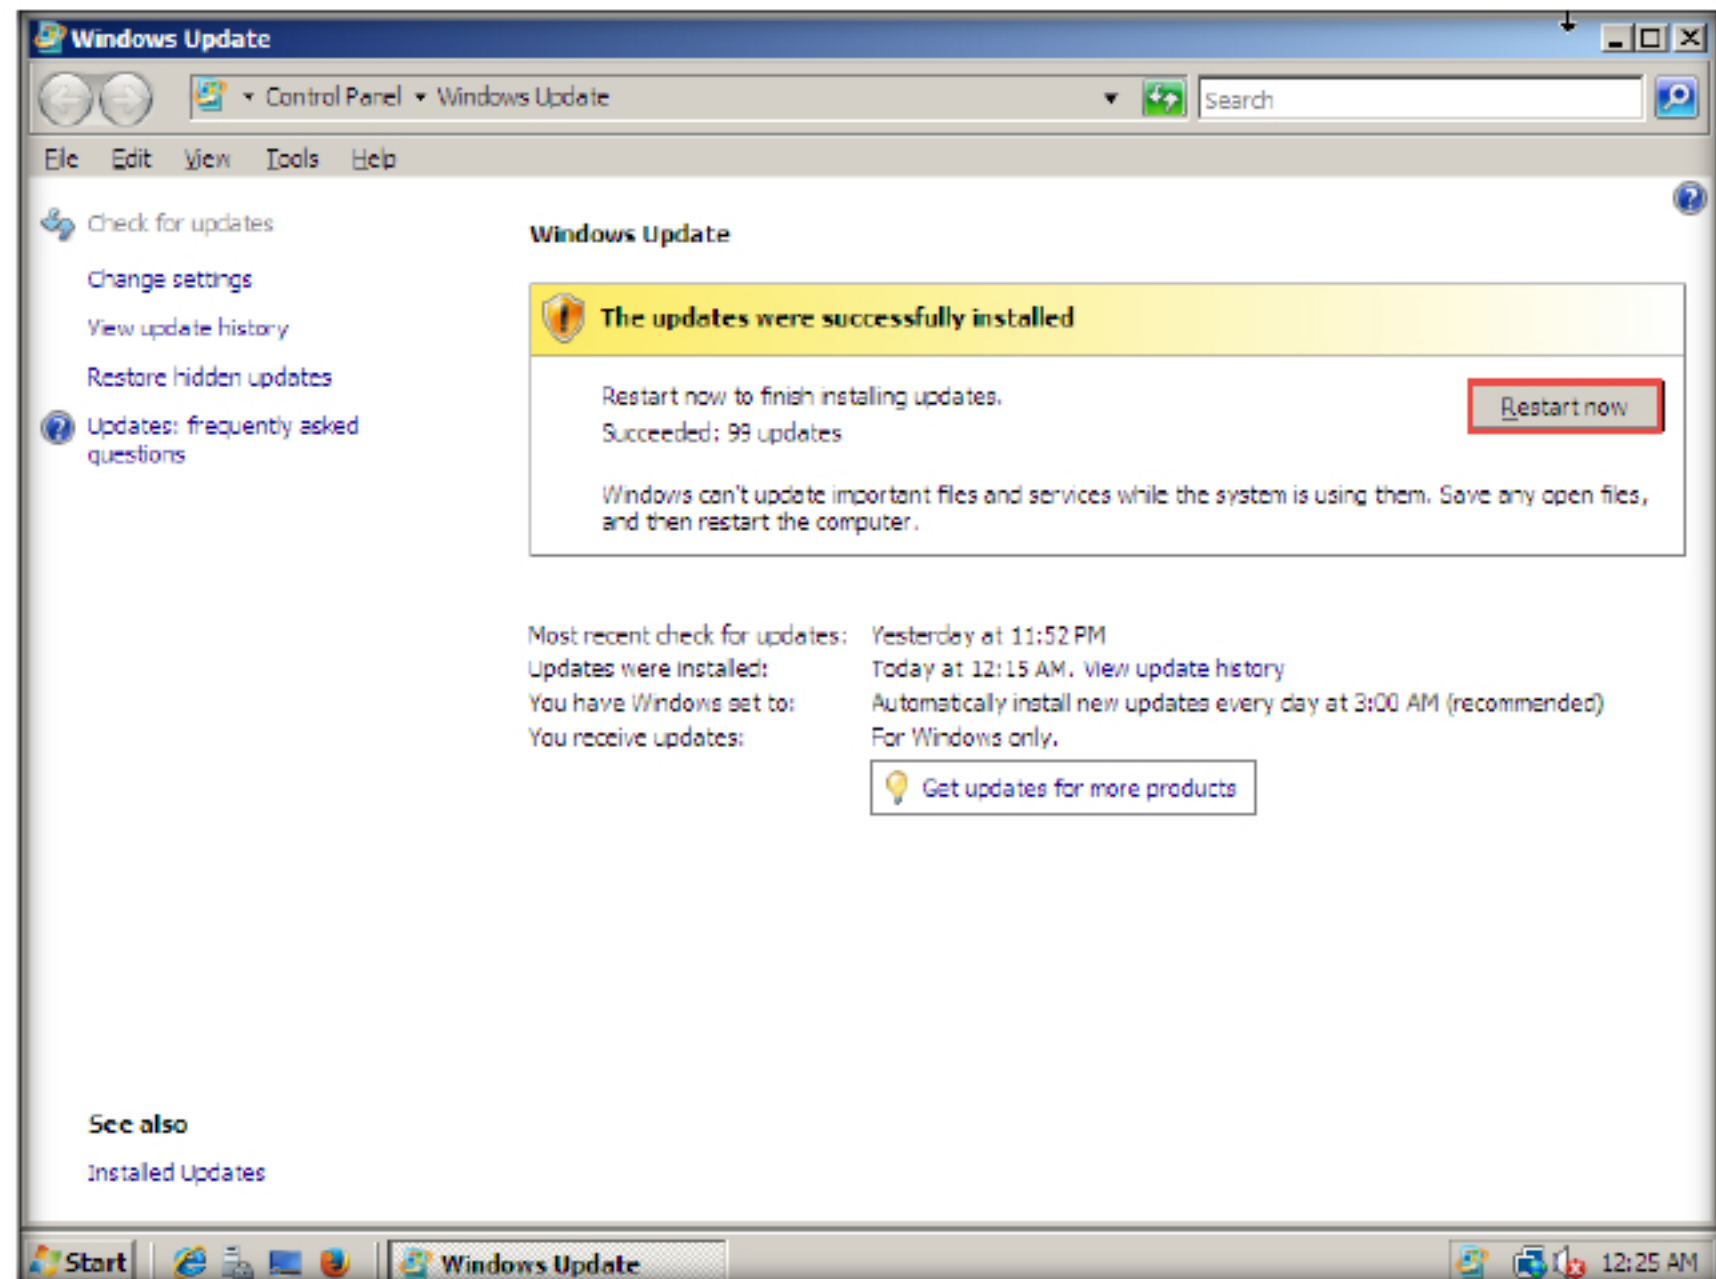 Windows Update
Control Panel
Windows Update
Search
File Edit View Tools Help
Check for updates
Change settings
View update history
Restore hidden updates
Updates: frequently asked
questions
Windows Update
The updates were successfully installed
Restart now to finish installing updates.
Succeeded: 99 updates
Restart now
Windows can't update important files and services while the system is using them. Save any open files,
and then restart the computer.
Most recent check for updates: Yesterday at 11:52 PM
Updates were installed: Today at 12:15 AM. View update history
You have Windows set to: Automatically install new updates every day at 3:00 AM (recommended)
You receive updates: For Windows only.
Get updates for more products
See also
Installed Updates
Start
Windows Update
12:25 AM